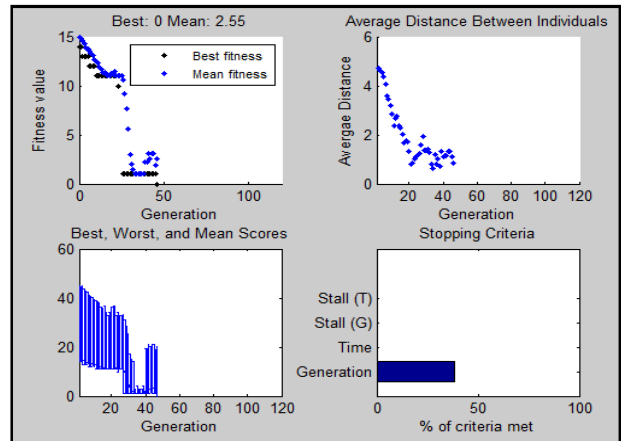 Best: 0 Mean: 2.55
Fitness value
15
10
5
0
Best fitness
Mean fitness
0 50 100
Generation
Average Distance Between Individuals
Avergae Distance
6
4
2
0
20 40 60 80 100 120
Generation
Best, Worst, and Mean Scores
60
40
20
0
20 40 60 80 100 120
Generation
Stopping Criteria
Stall (T)
Stall (G)
Time
Generation
0 50 100
% of criteria met